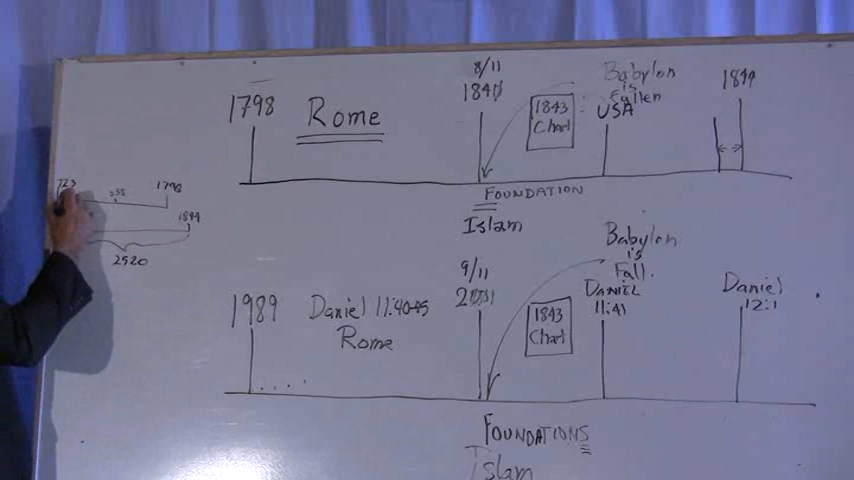 8/11
Babylon
is
fallen
1798
Rome
1840
1843
Chart
USA
1844
FOUNDATION
Islam
723
538
1798
1844
2520
Babylon
is
Fall.
9/11
1989
Daniel 11:40-45
Rome
2001
1843
Chart
DANIEL
11:41
Daniel
12:1
FOUNDATIONS
Islam